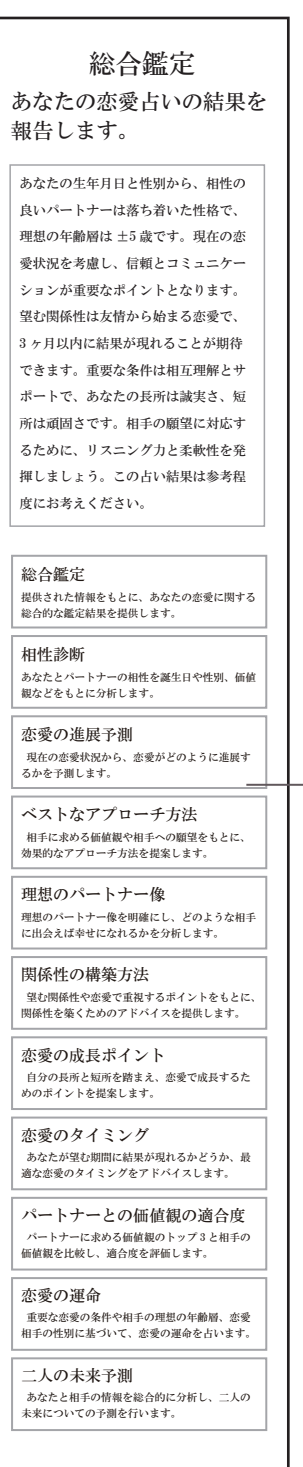 総合鑑定
あなたの恋愛占いの結果を
報告します。
あなたの生年月日と性別から、相性の
良いパートナーは落ち着いた性格で、
理想の年齢層は ±5 歳です。現在の恋
愛状況を考慮し、信頼とコミュニケー
ションが重要なポイントとなります。
望む関係性は友情から始まる恋愛で、
3 ヶ月以内に結果が現れることが期待
できます。重要な条件は相互理解とサ
ポートで、あなたの長所は誠実さ、短
所は頑固さです。相手の願望に対応す
るために、リスニング力と柔軟性を発
揮しましょう。この占い結果は参考程
度にお考えください。
総合鑑定
提供された情報をもとに、あなたの恋愛に関する
総合的な鑑定結果を提供します。
相性診断
あなたとパートナーの相性を誕生日や性別、価値
観などをもとに分析します。
恋愛の進展予測
現在の恋愛状況から、恋愛がどのように進展す
るかを予測します。
ベストなアプローチ方法
相手に求める価値観や相手への願望をもとに、
効果的なアプローチ方法を提案します。
理想のパートナー像
理想のパートナー像を明確にし、どのような相手
に出会えば幸せになれるかを分析します。
関係性の構築方法
望む関係性や恋愛で重視するポイントをもとに、
関係性を築くためのアドバイスを提供します。
恋愛の成長ポイント
自分の長所と短所を踏まえ、恋愛で成長するた
めのポイントを提案します。
恋愛のタイミング
あなたが望む期間に結果が現れるかどうか、最
適な恋愛のタイミングをアドバイスします。
パートナーとの価値観の適合度
パートナーに求める価値観のトップ 3 と相手の
価値観を比較し、適合度を評価します。
恋愛の運命
重要な恋愛の条件や相手の理想の年齢層、恋愛
相手の性別に基づいて、恋愛の運命を占います。
二人の未来予測
あなたと相手の情報を総合的に分析し、二人の
未来についての予測を行います。